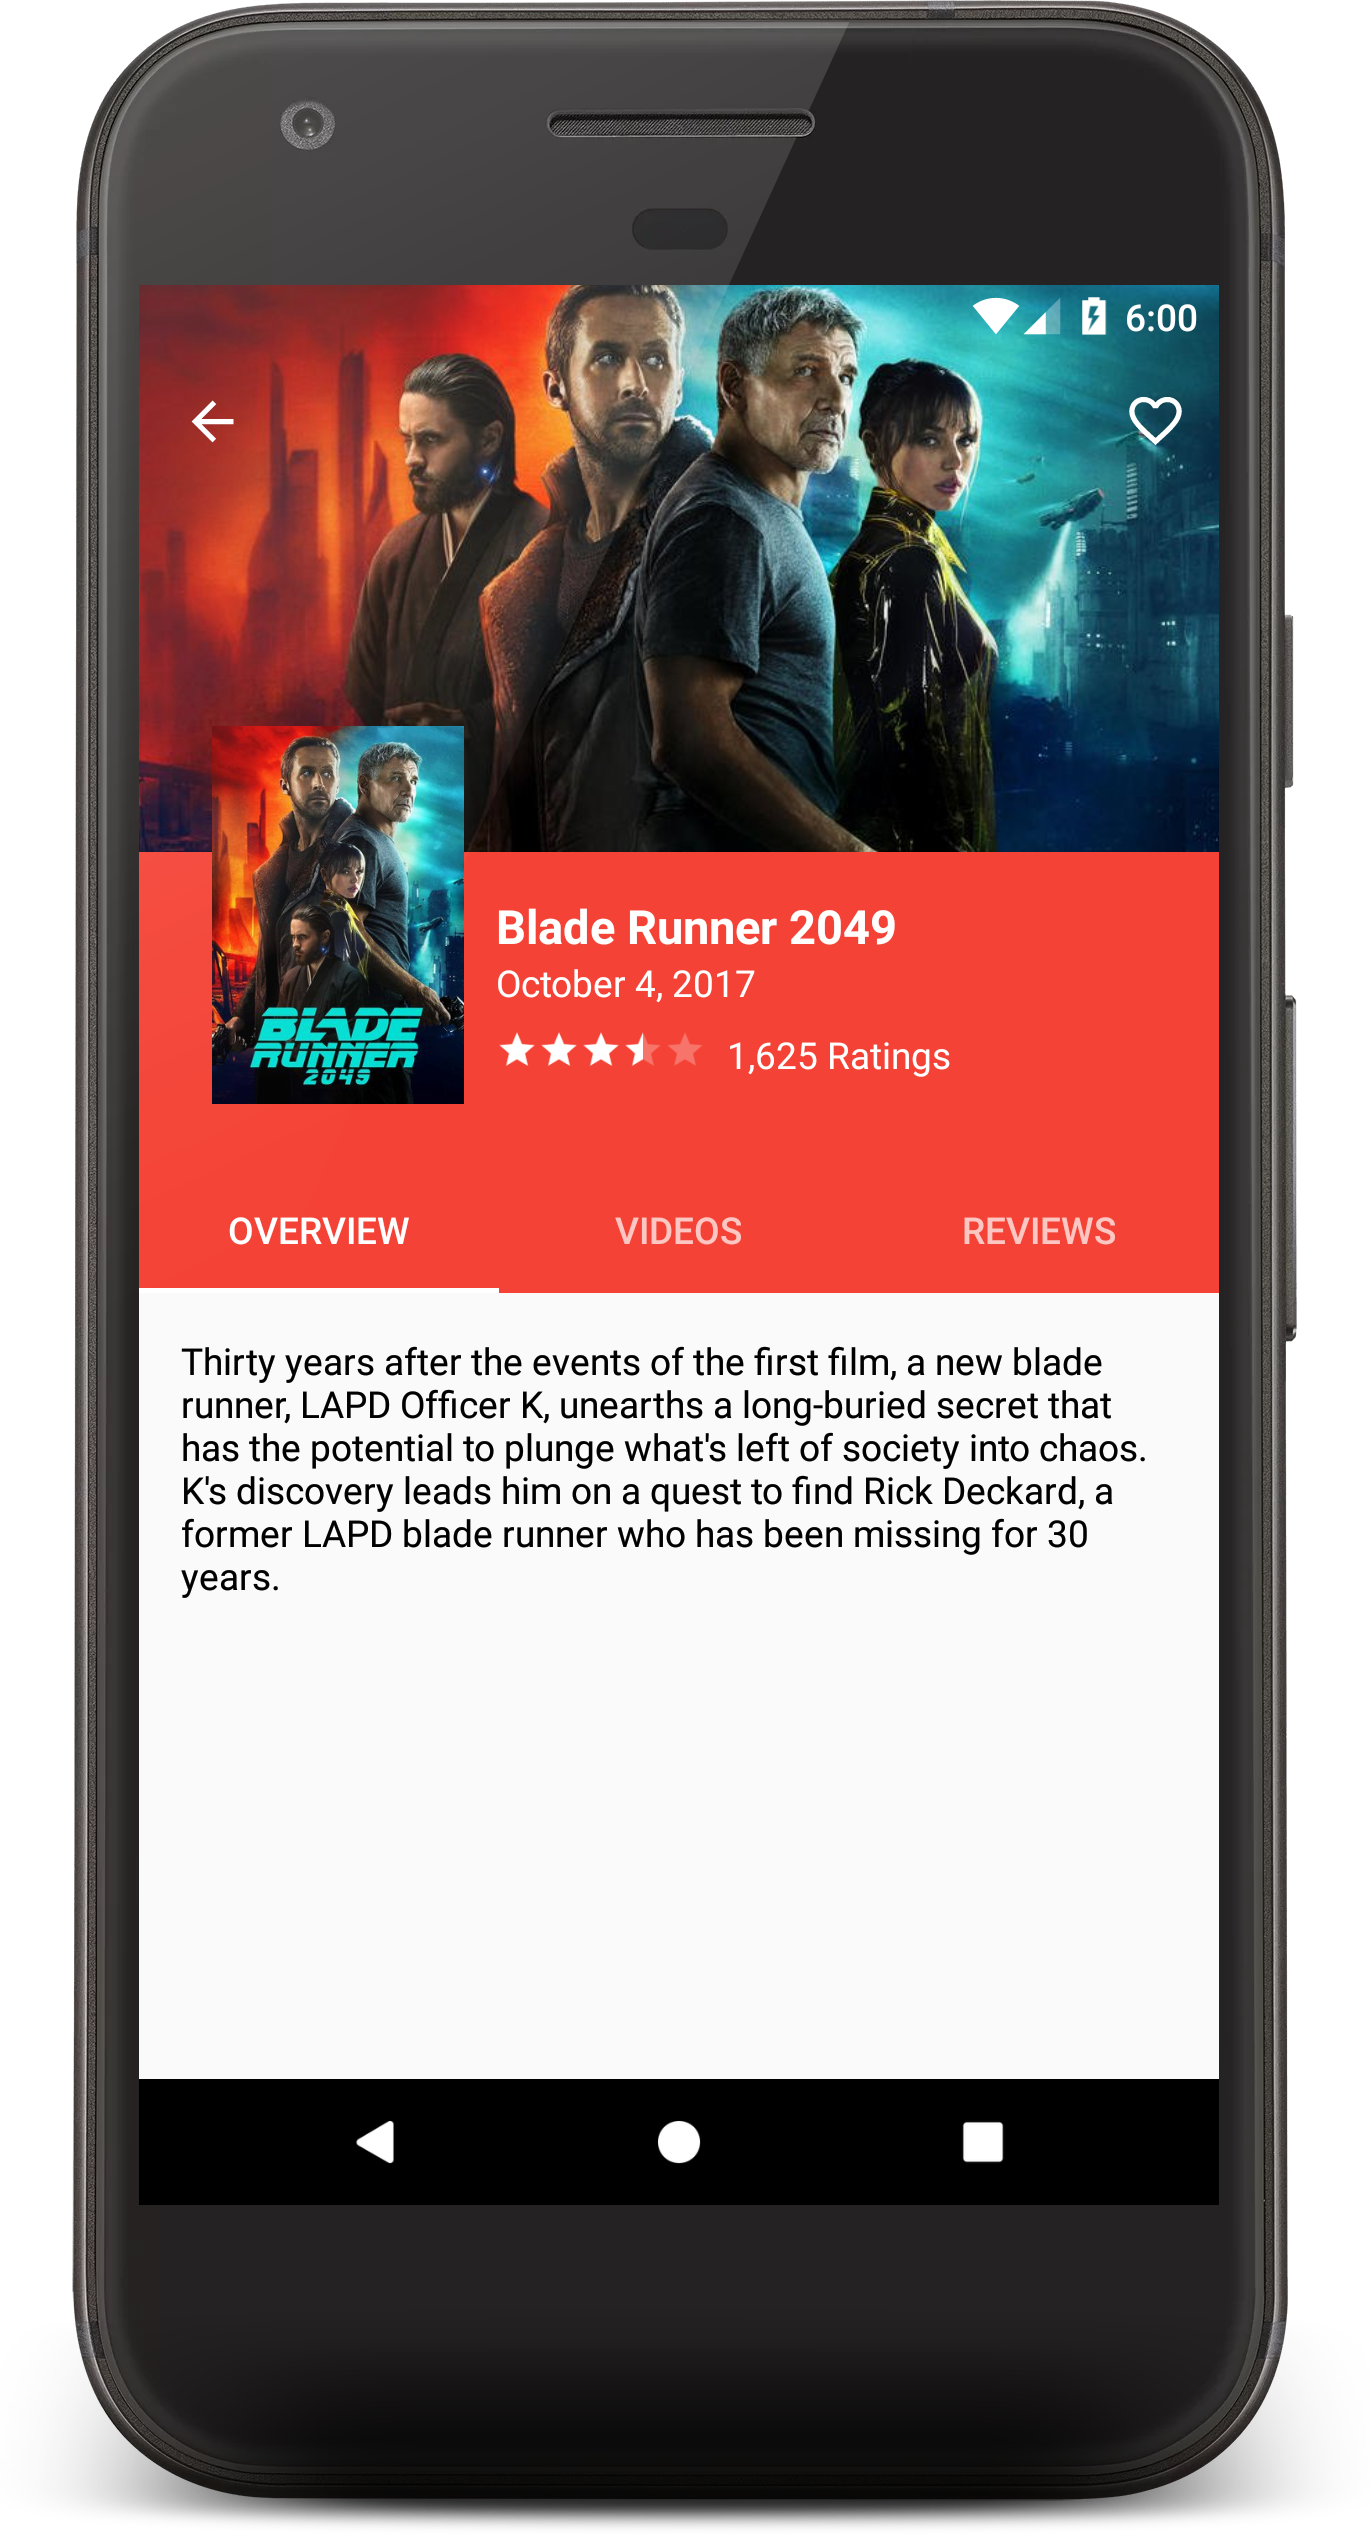 6:00
BLADE
RUNNER
2049
Blade Runner 2049
October 4, 2017
1,625 Ratings
OVERVIEW VIDEOS REVIEWS
Thirty years after the events of the first film, a new blade
runner, LAPD Officer K, unearths a long-buried secret that
has the potential to plunge what's left of society into chaos.
K's discovery leads him on a quest to find Rick Deckard, a
former LAPD blade runner who has been missing for 30
years.